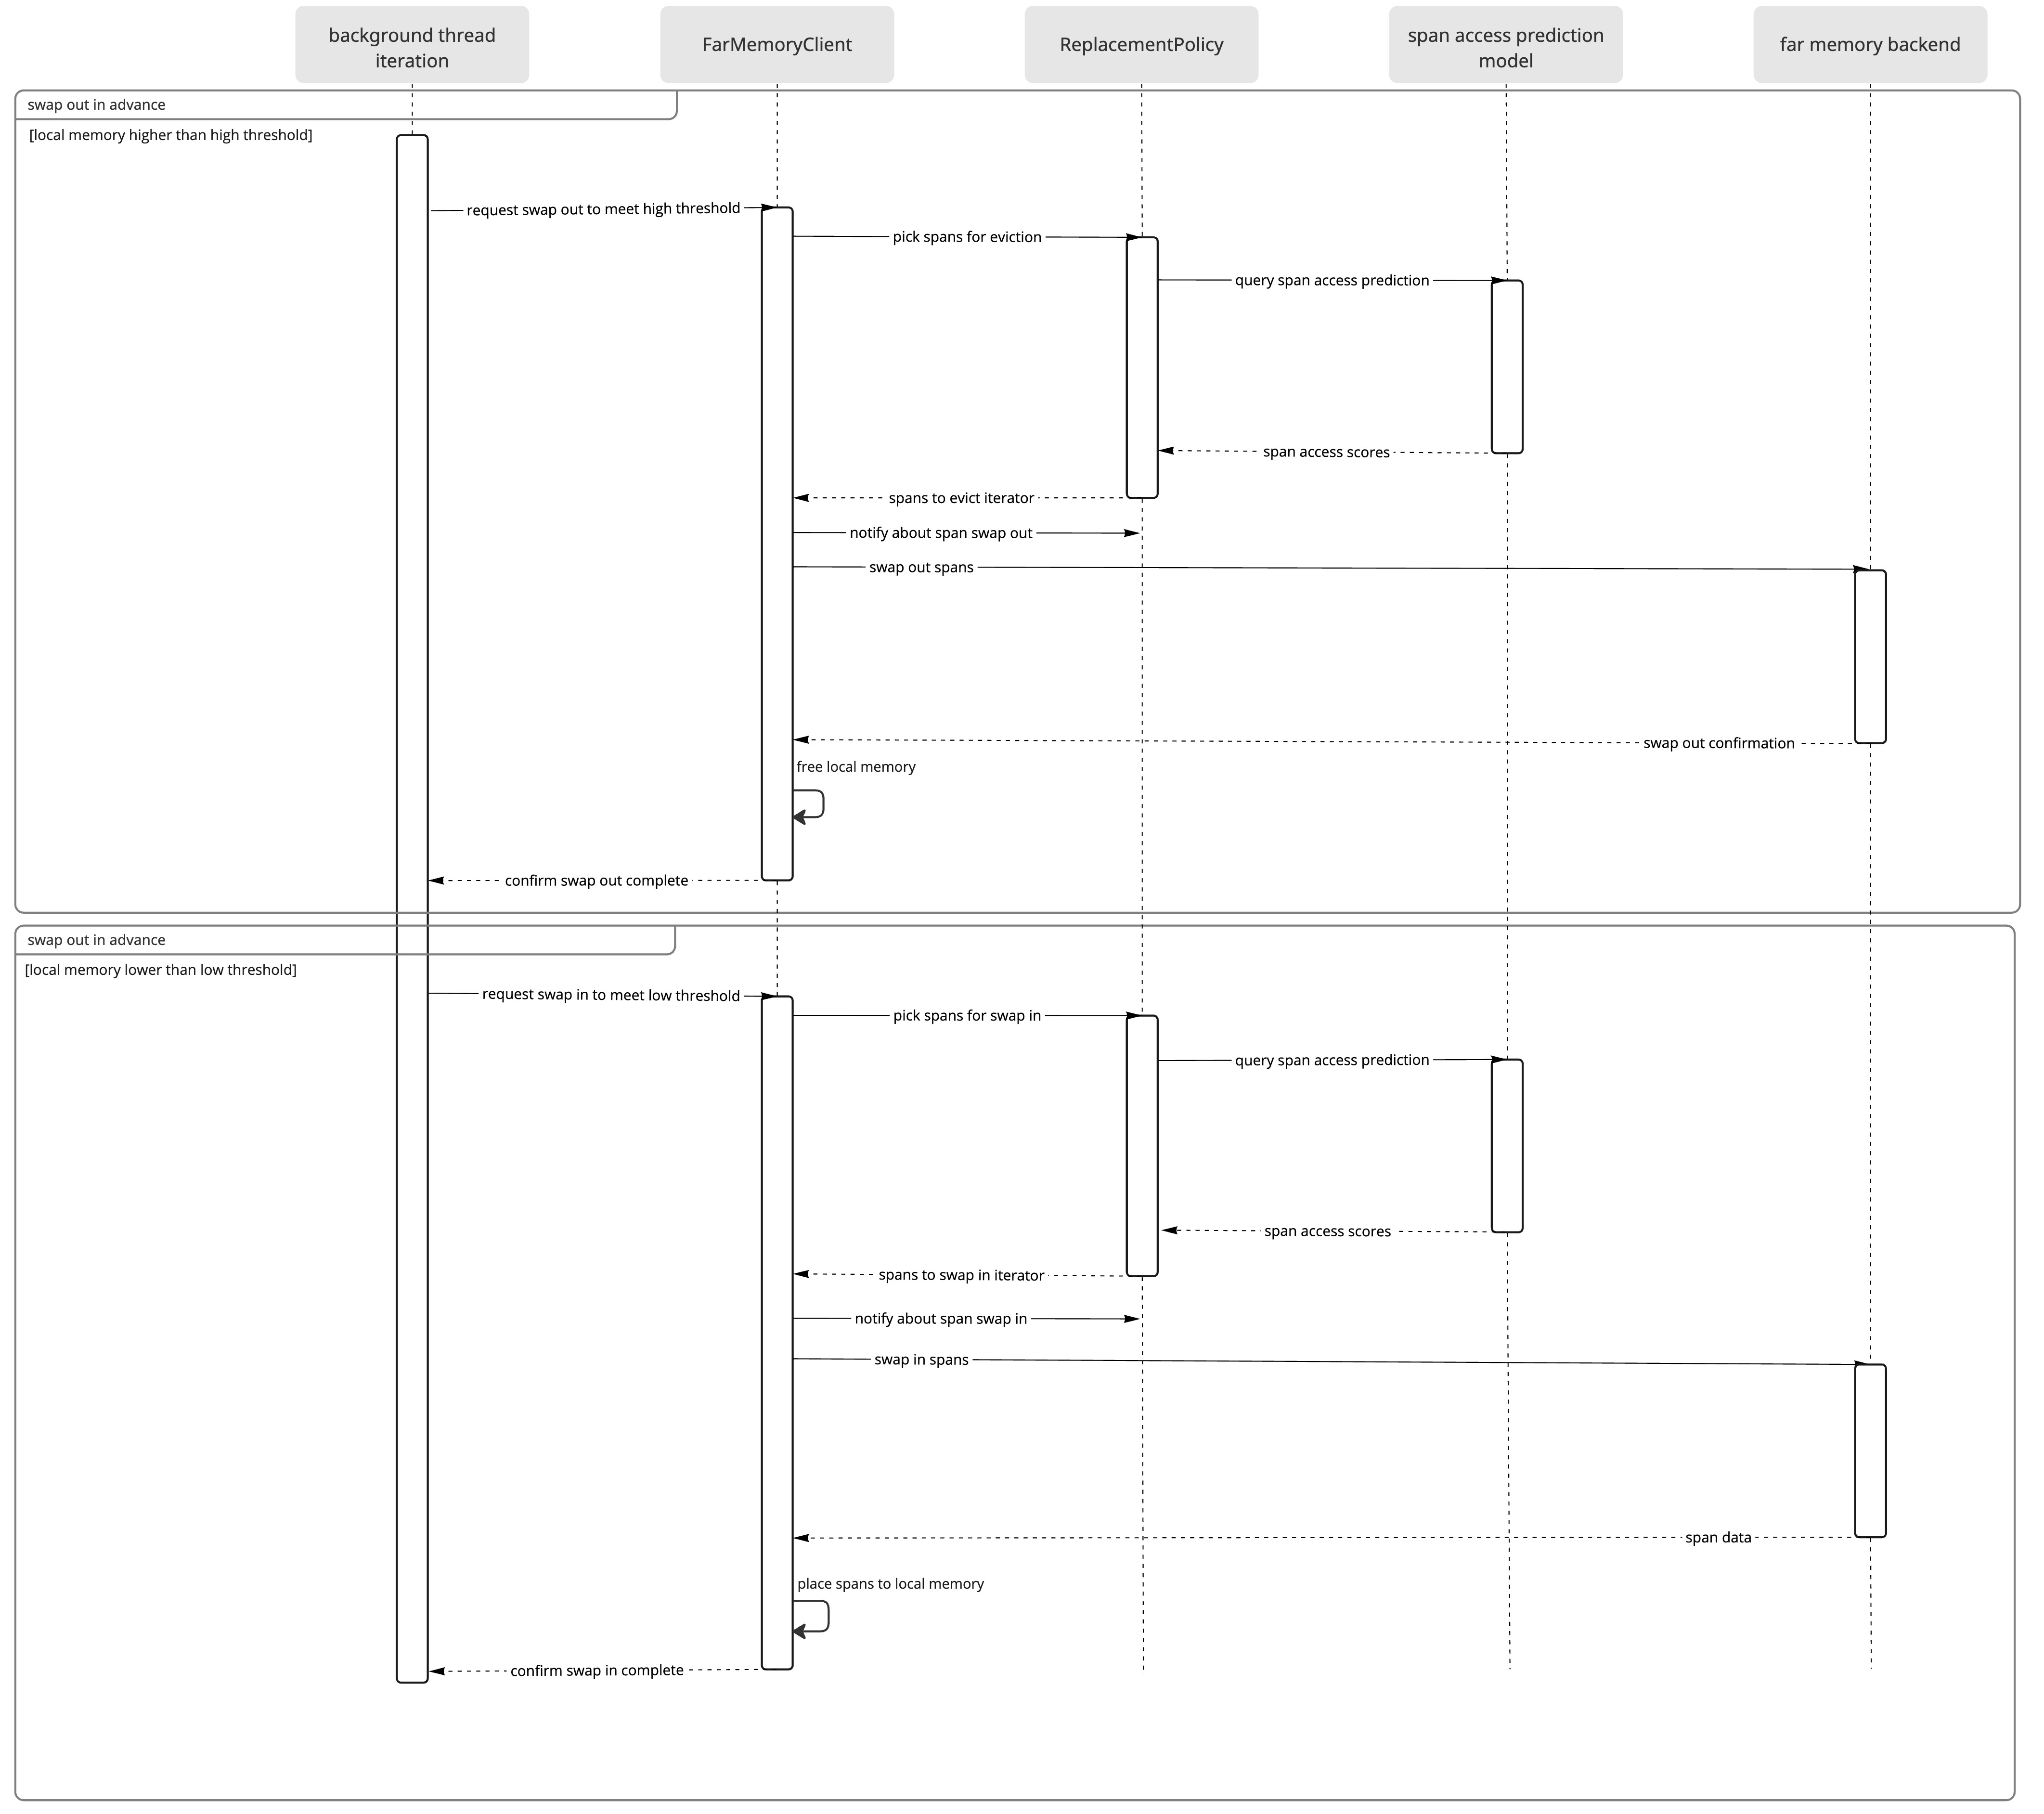 background thread
iteration
FarMemoryClient
ReplacementPolicy
span access prediction
model
far memory backend
swap out in advance
[local memory higher than high threshold]
request swap out to meet high threshold
pick spans for eviction
query span access prediction
span access scores
spans to evict iterator
notify about span swap out
swap out spans
swap out confirmation
free local memory
confirm swap out complete
swap out in advance
[local memory lower than low threshold]
request swap in to meet low threshold
pick spans for swap in
query span access prediction
span access scores
spans to swap in iterator
notify about span swap in
swap in spans
span data
place spans to local memory
confirm swap in complete